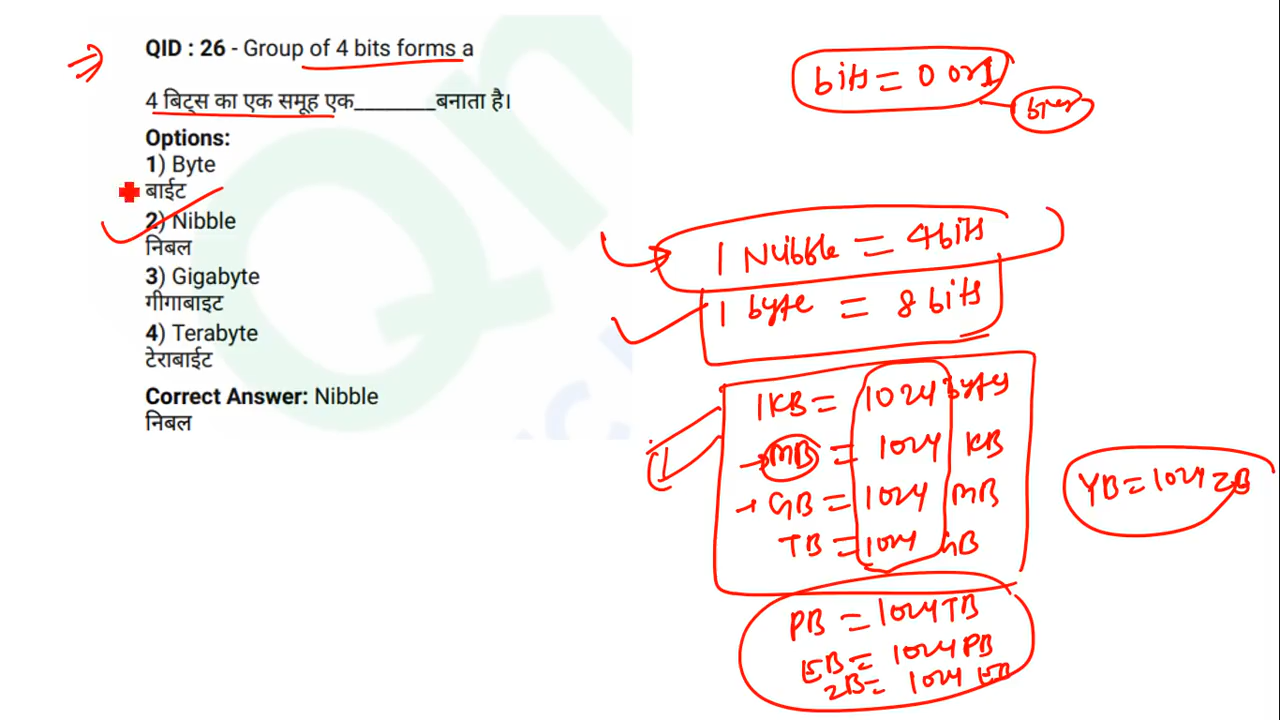 QID : 26 - Group of 4 bits forms a
4 बिट्स का एक समूह एक________बनाता है।
Options:
1) Byte
बाईट
2) Nibble
निबल
3) Gigabyte
गीगाबाइट
4) Terabyte
टेराबाईट
Correct Answer: Nibble
निबल
bits = 0 or 1
1 Nibble = 4 bits
1 byte = 8 bits
1KB = 1024 bytes
MB = 1024 KB
GB = 1024 MB
TB = 1024 GB
PB = 1024 TB
EB = 1024 PB
ZB = 1024 EB
YB = 1024 ZB